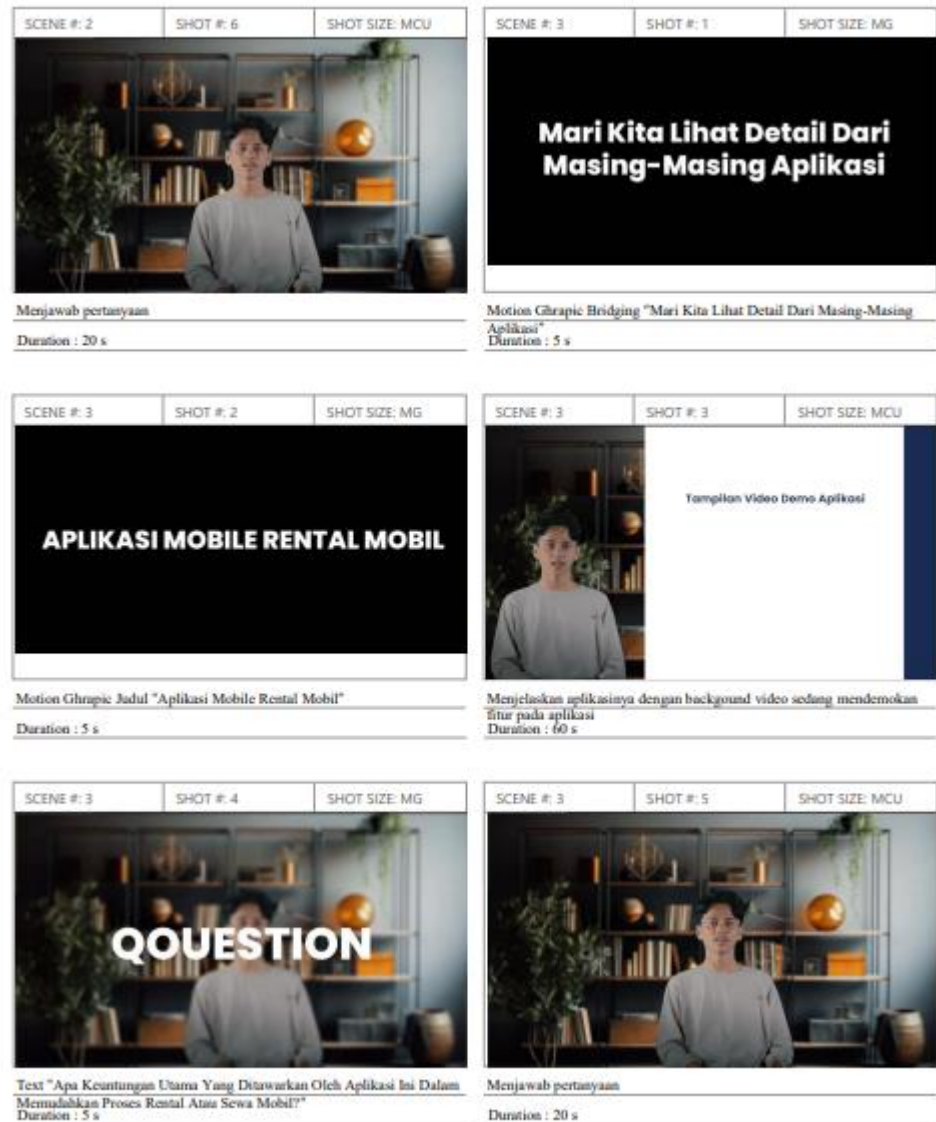 SCENE #: 2 SHOT #: 6 SHOT SIZE: MCU
Menjawab pertanyaan
Duration : 20 s
SCENE #: 3 SHOT #: 1 SHOT SIZE: MG
Mari Kita Lihat Detail Dari
Masing-Masing Aplikasi
Motion Ghrapic Bridging "Mari Kita Lihat Detail Dari Masing-Masing
Aplikasi"
Duration : 5 s
SCENE #: 3 SHOT #: 2 SHOT SIZE: MG
APLIKASI MOBILE RENTAL MOBIL
Motion Ghrapic Judul "Aplikasi Mobile Rental Mobil"
Duration : 5 s
SCENE #: 3 SHOT #: 3 SHOT SIZE: MCU
Tampilan Video Demo Aplikasi
Menjelaskan aplikasinya dengan backgound video sedang mendemokan
fitur pada aplikasi
Duration : 60 s
SCENE #: 3 SHOT #: 4 SHOT SIZE: MG
QOUESTION
Text "Apa Keuntungan Utama Yang Ditawarkan Oleh Aplikasi Ini Dalam
Memudahkan Proses Rental Atau Sewa Mobil?"
Duration : 5 s
SCENE #: 3 SHOT #: 5 SHOT SIZE: MCU
Menjawab pertanyaan
Duration : 20 s